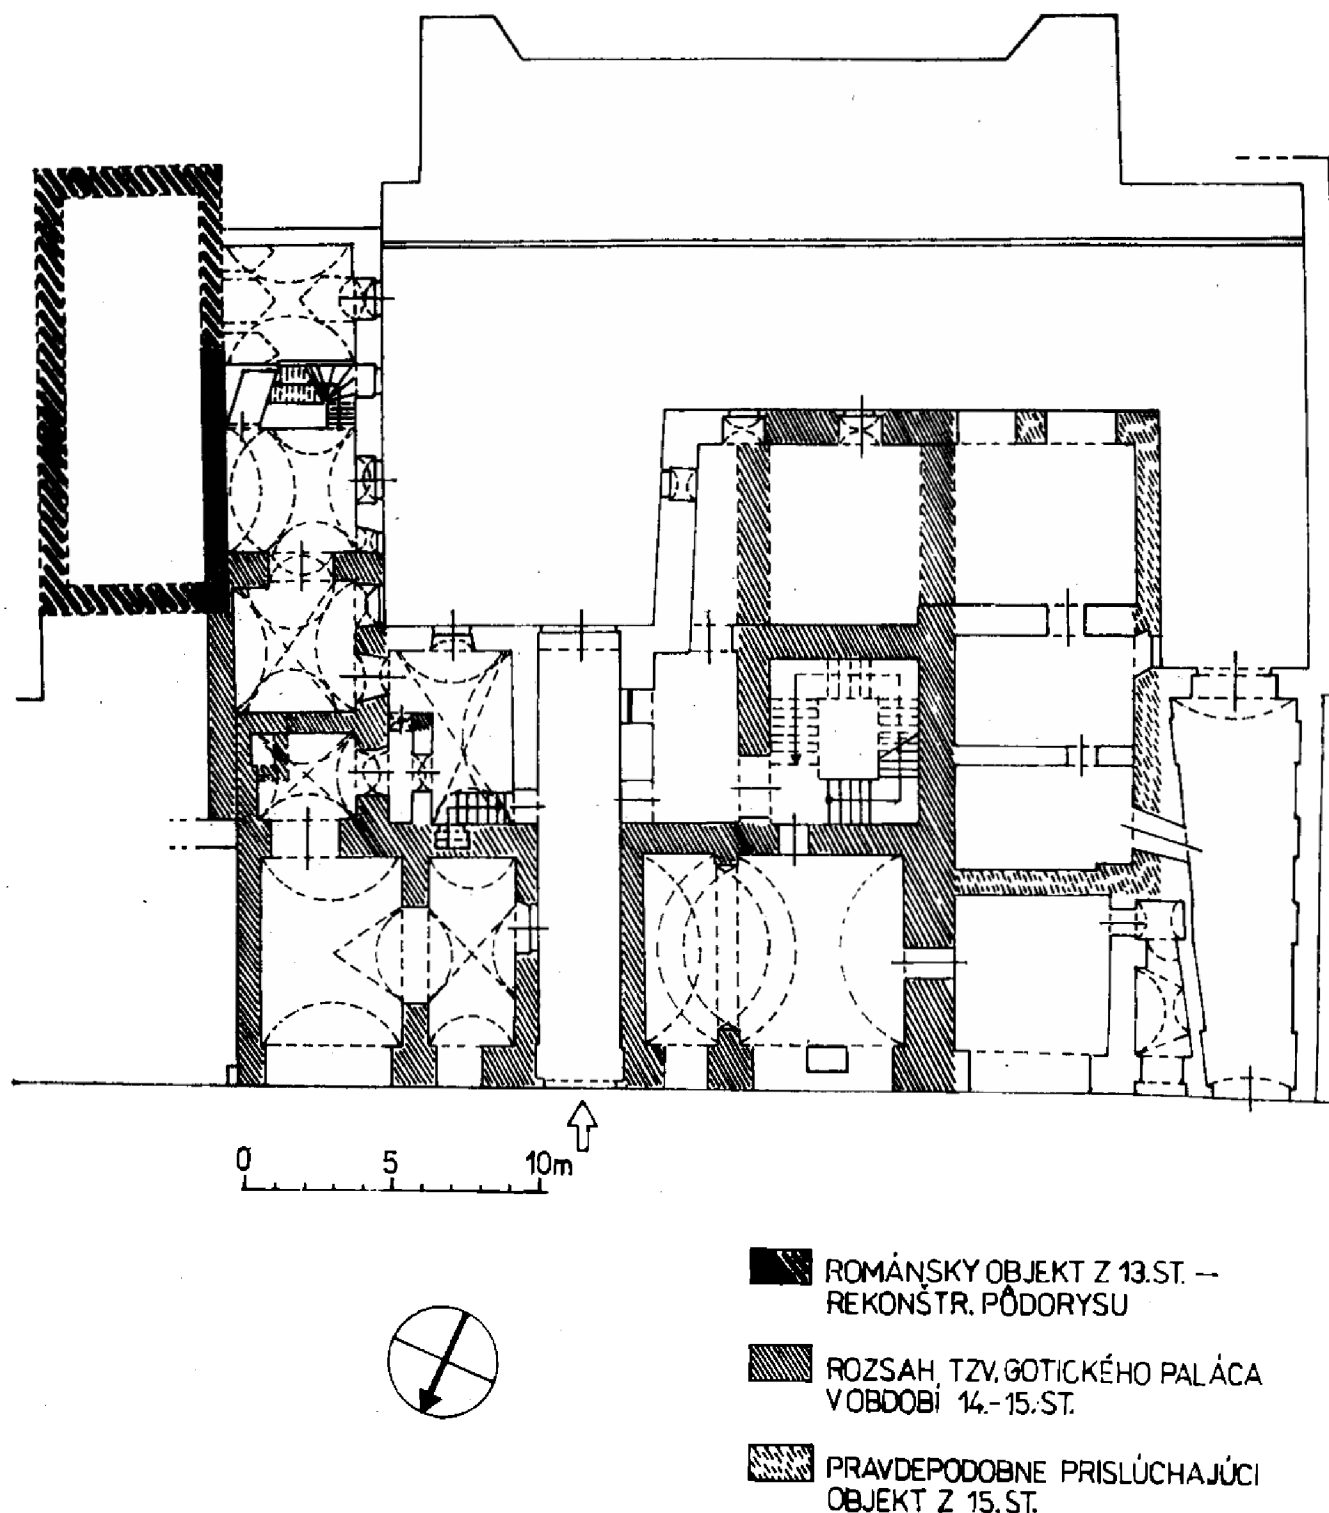 0 5 10m
ROMÁNSKY OBJEKT Z 13.ST. –
REKONŠTR. PÔDORYSU
ROZSAH TZV. GOTICKÉHO PALÁCA
V OBDOBÍ 14.-15. ST.
PRAVDEPODOBNE PRISLÚCHAJÚCI
OBJEKT Z 15. ST.